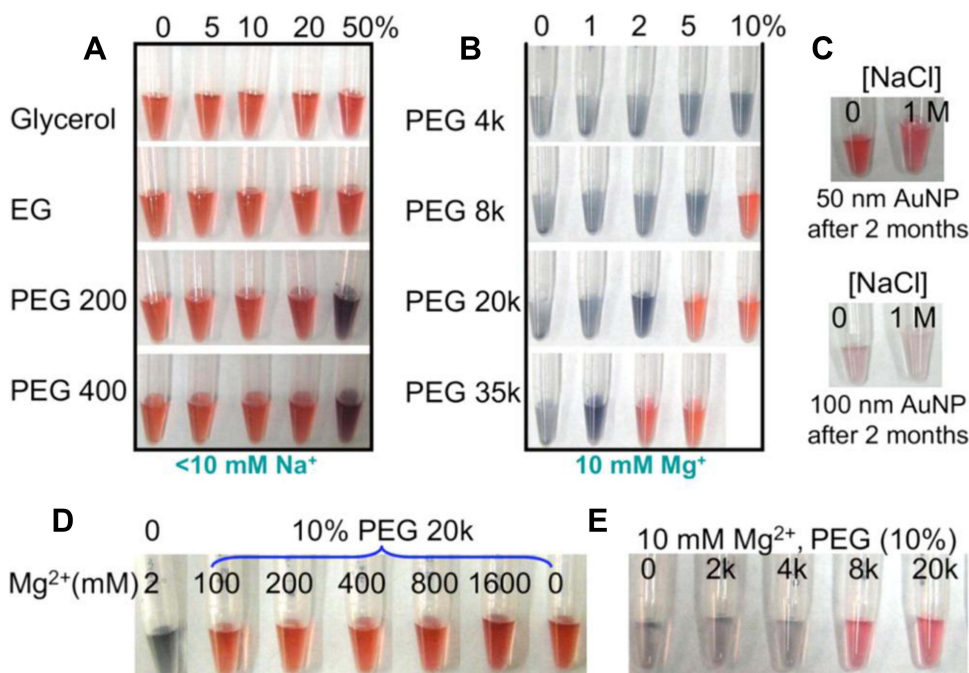 A
0 5 10 20 50%
Glycerol
EG
PEG 200
PEG 400
<10 mM Na⁺
B
0 1 2 5 10%
PEG 4k
PEG 8k
PEG 20k
PEG 35k
10 mM Mg⁺
C
[NaCl]
0 1 M
50 nm AuNP
after 2 months
[NaCl]
0 1 M
100 nm AuNP
after 2 months
D
0 10% PEG 20k
Mg²⁺(mM) 2 100 200 400 800 1600 0
E
10 mM Mg²⁺, PEG (10%)
0 2k 4k 8k 20k